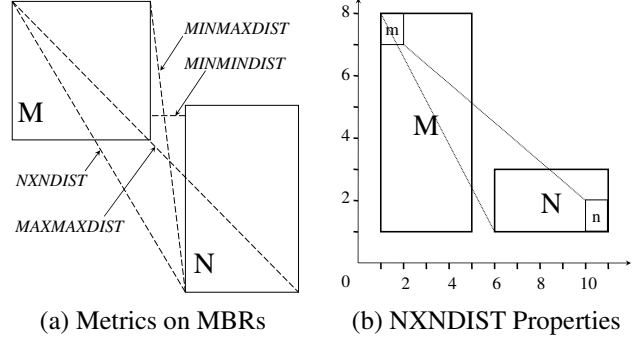 MINMAXDIST
MINMINDIST
M
NXNDIST
MAXMAXDIST
N
(a) Metrics on MBRs
8
m
6
M
4
2
N
n
0
2 4 6 8 10
(b) NXNDIST Properties